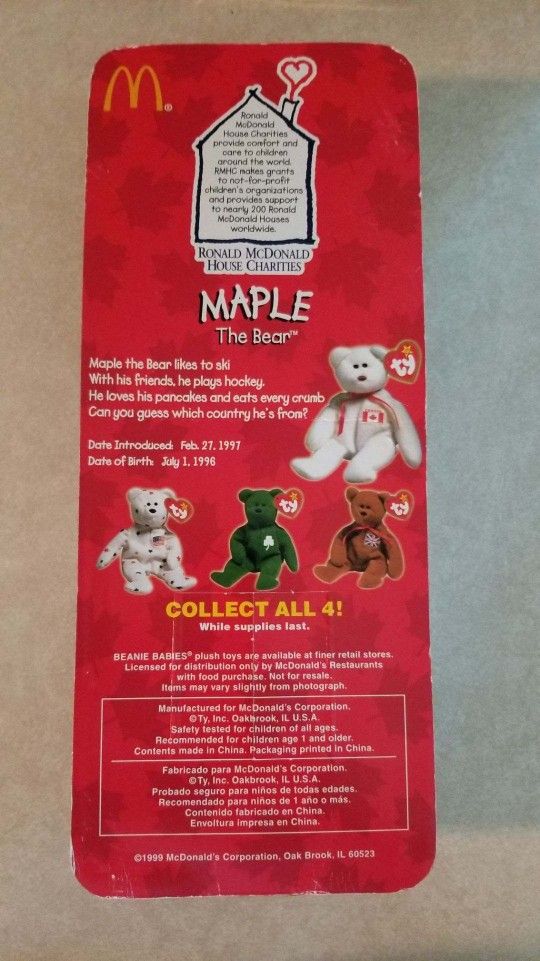 Ronald
McDonald
House Charities
provide comfort and
care to children
around the world.
RMHC makes grants
to not-for-profit
children's organizations
and provides support
to nearly 200 Ronald
McDonald Houses
worldwide.
RONALD MCDONALD
HOUSE CHARITIES
MAPLE
The Bear™
Maple the Bear likes to ski
With his friends, he plays hockey.
He loves his pancakes and eats every crumb
Can you guess which country he's from?
Date Introduced: Feb. 27, 1997
Date of Birth: July 1, 1996
ty
ty
ty
ty
COLLECT ALL 4!
While supplies last.
BEANIE BABIES® plush toys are available at finer retail stores.
Licensed for distribution only by McDonald's Restaurants
with food purchase. Not for resale.
Items may vary slightly from photograph.
Manufactured for McDonald's Corporation.
©Ty, Inc. Oakbrook, IL U.S.A.
Safety tested for children of all ages.
Recommended for children age 1 and older.
Contents made in China. Packaging printed in China.
Fabricado para McDonald's Corporation.
©Ty, Inc. Oakbrook, IL U.S.A.
Probado seguro para niños de todas edades.
Recomendado para niños de 1 año o más.
Contenido fabricado en China.
Envoltura impresa en China.
©1999 McDonald's Corporation, Oak Brook, IL 60523